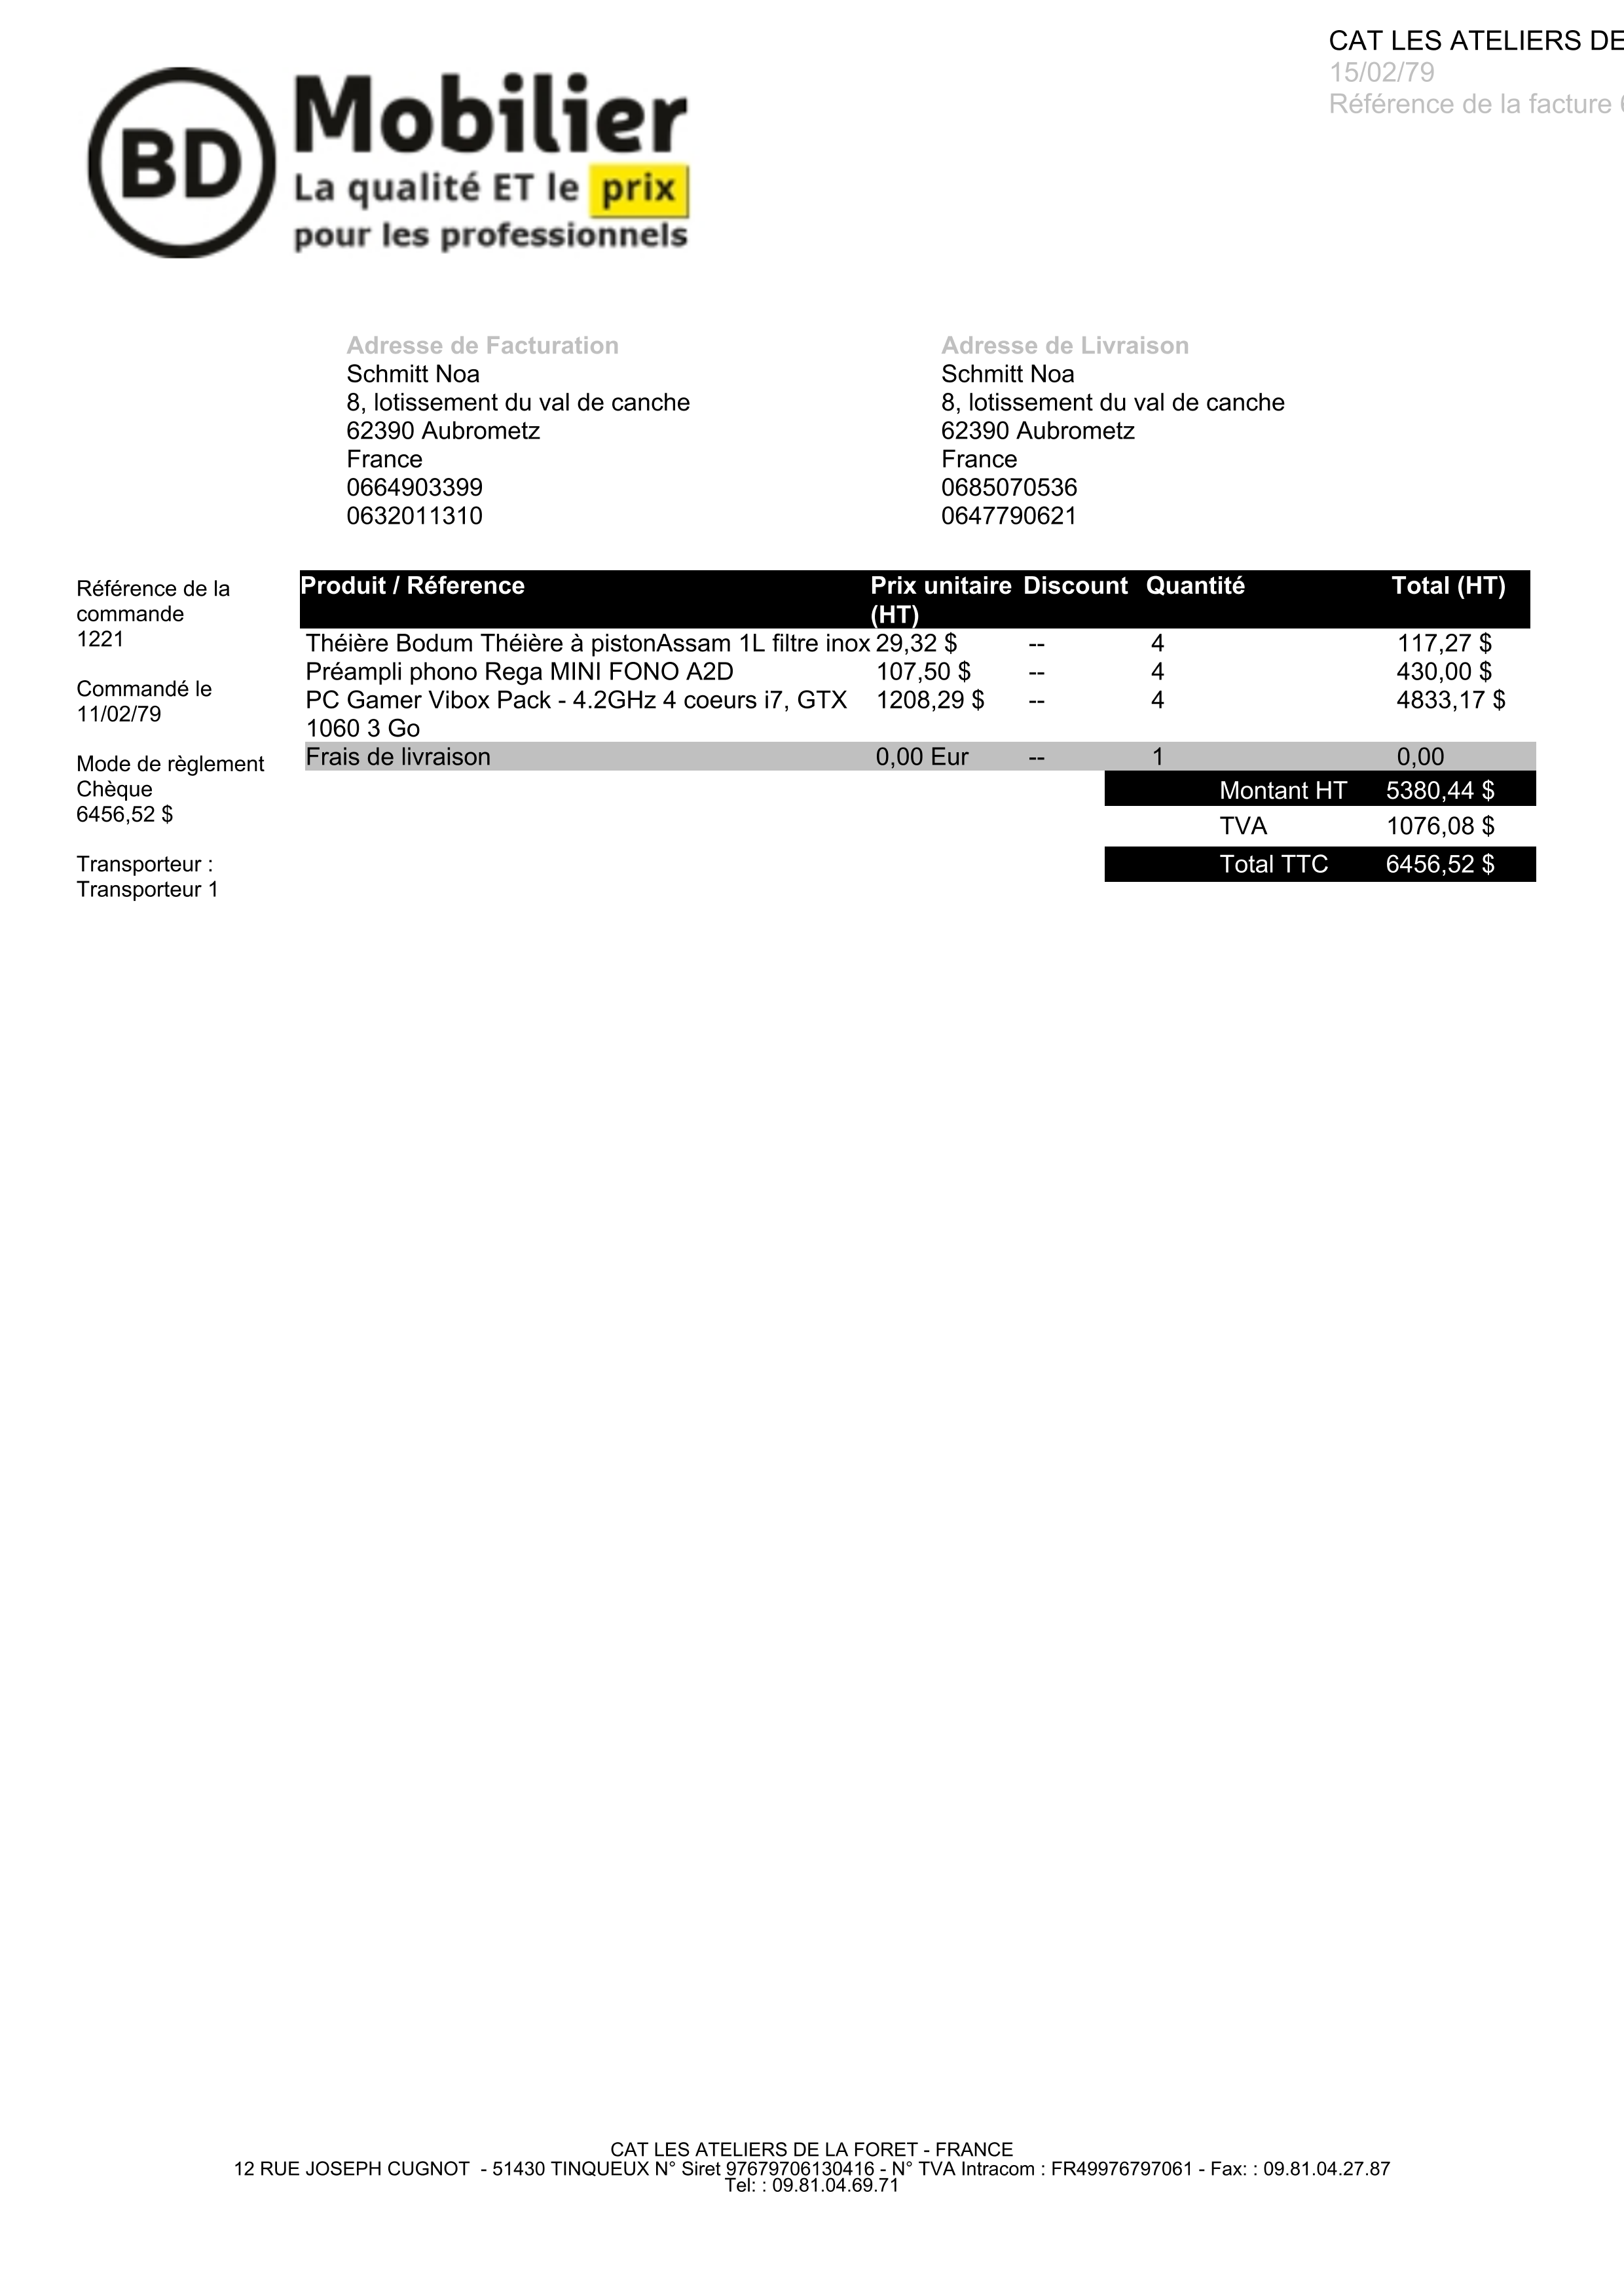 CAT LES ATELIERS DE
15/02/79
Référence de la facture
BD
Mobilier
La qualité ET le prix
pour les professionnels
Adresse de Facturation
Schmitt Noa
8, lotissement du val de canche
62390 Aubrometz
France
0664903399
0632011310
Adresse de Livraison
Schmitt Noa
8, lotissement du val de canche
62390 Aubrometz
France
0685070536
0647790621
Référence de la
commande
1221
Commandé le
11/02/79
Mode de règlement
Chèque
6456,52 $
Transporteur :
Transporteur 1
Produit / Réference Prix unitaire (HT) Discount Quantité Total (HT)
Théière Bodum Théière à pistonAssam 1L filtre inox 29,32 $ -- 4 117,27 $
Préampli phono Rega MINI FONO A2D 107,50 $ -- 4 430,00 $
PC Gamer Vibox Pack - 4.2GHz 4 coeurs i7, GTX 1208,29 $ -- 4 4833,17 $
1060 3 Go
Frais de livraison 0,00 Eur -- 1 0,00
Montant HT 5380,44 $
TVA 1076,08 $
Total TTC 6456,52 $
CAT LES ATELIERS DE LA FORET - FRANCE
12 RUE JOSEPH CUGNOT - 51430 TINQUEUX N° Siret 97679706130416 - N° TVA Intracom : FR49976797061 - Fax: : 09.81.04.27.87
Tel: : 09.81.04.69.71